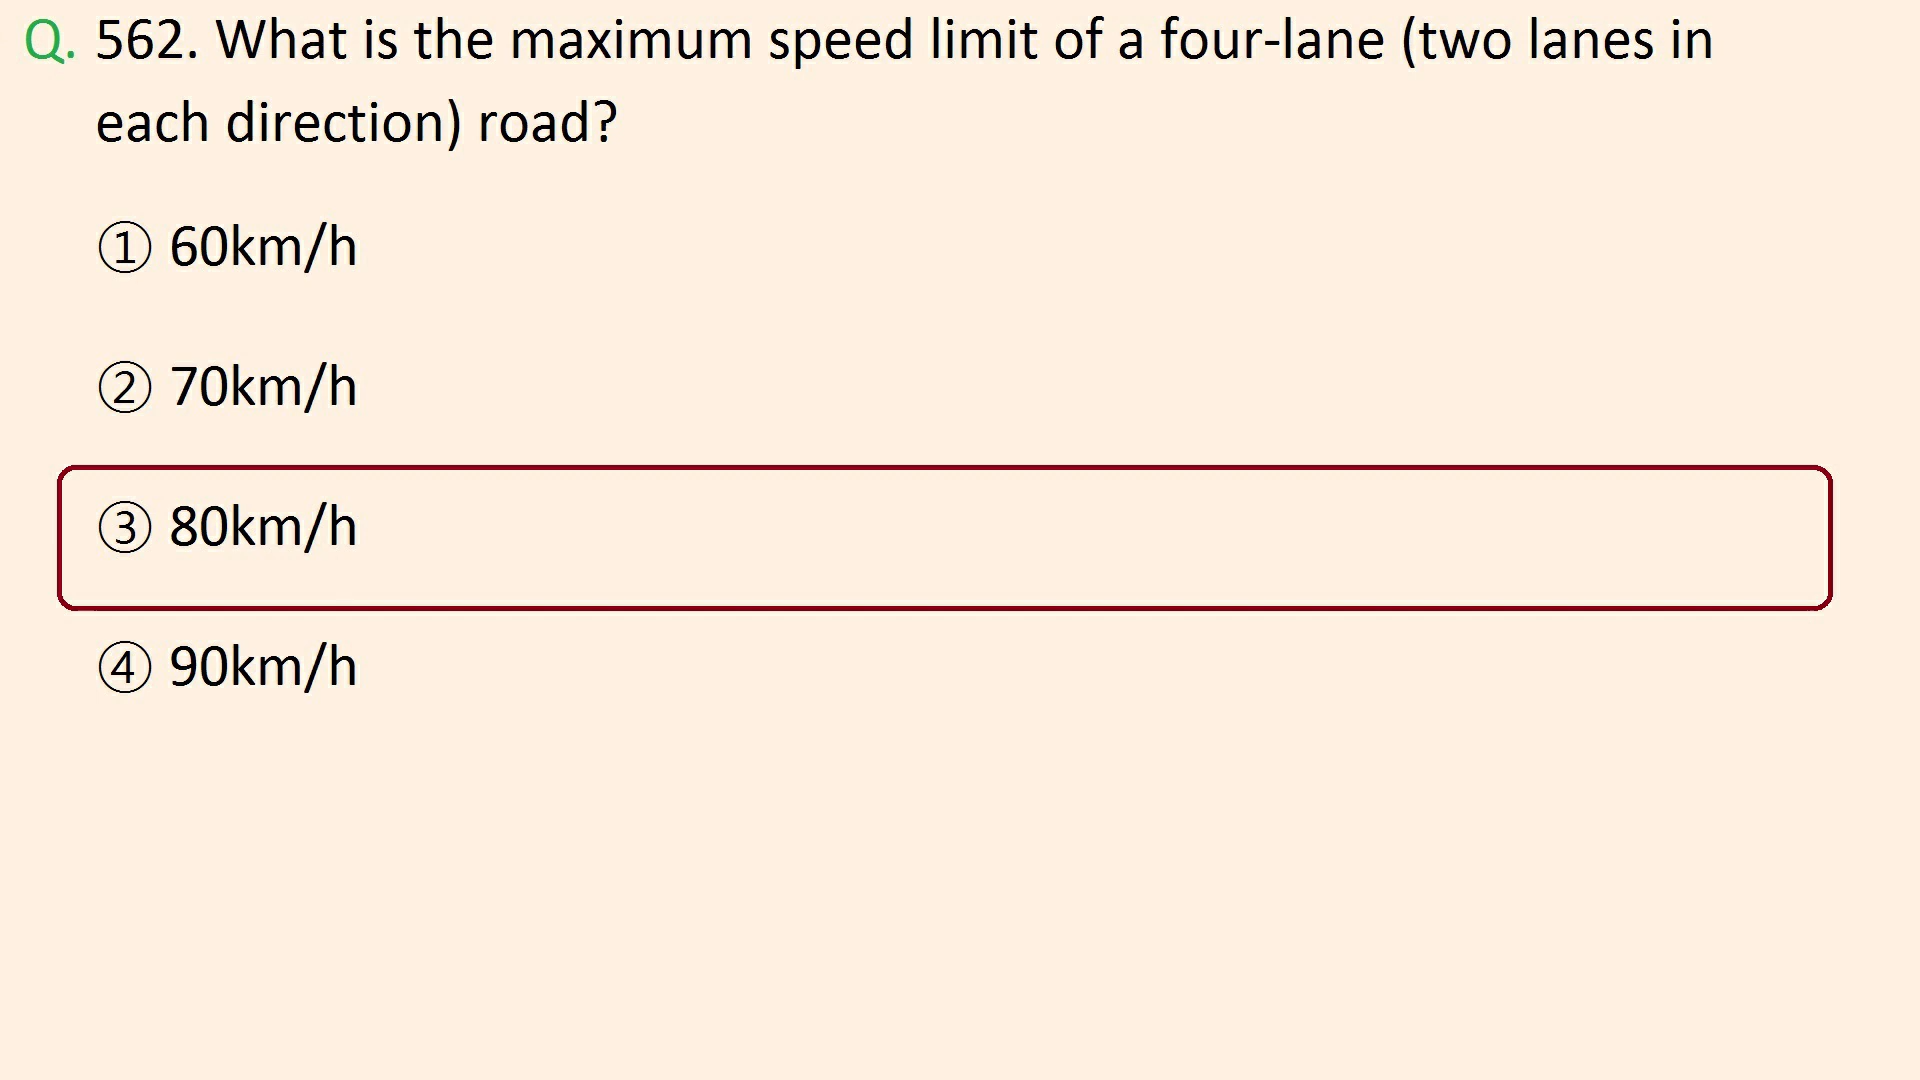 Q. 562. What is the maximum speed limit of a four-lane (two lanes in
each direction) road?
① 60km/h
② 70km/h
③ 80km/h
④ 90km/h